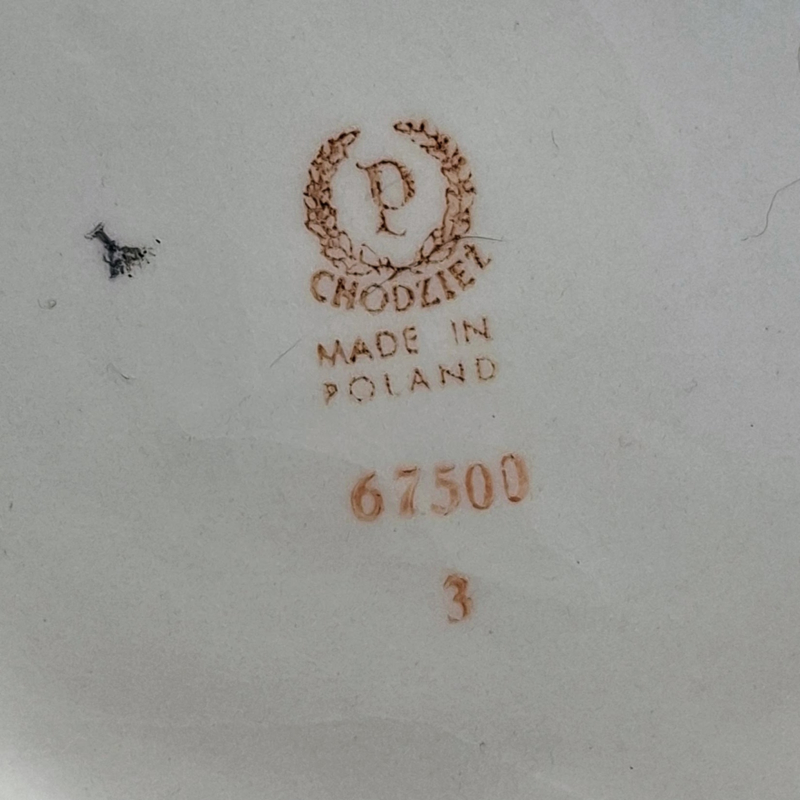 P
CHODZIEŻ
MADE IN
POLAND
67500
3